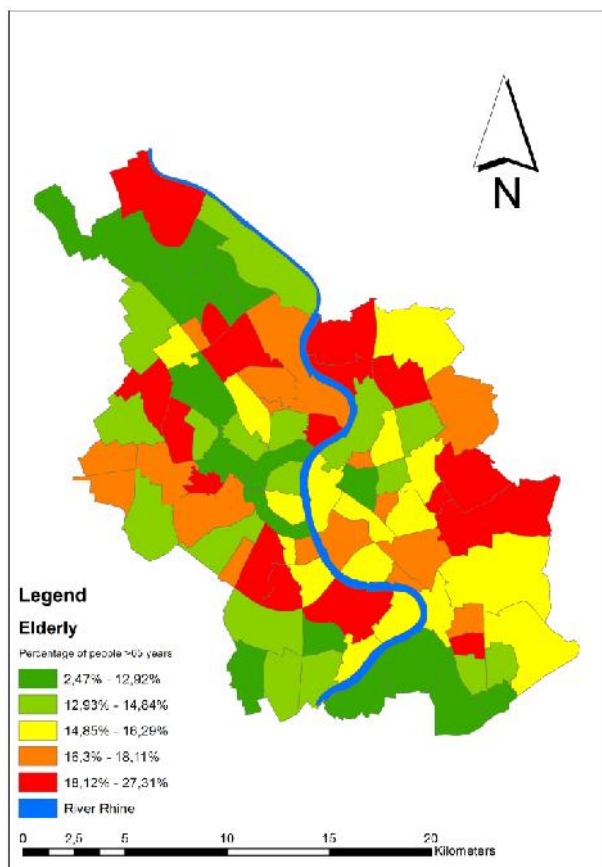 N
Legend
Elderly
Percentage of people >65 years
2,47% - 12,92%
12,93% - 14,84%
14,85% - 16,29%
16,3% - 18,11%
18,12% - 27,31%
River Rhine
0 2,5 5 10 15 20
Kilometers